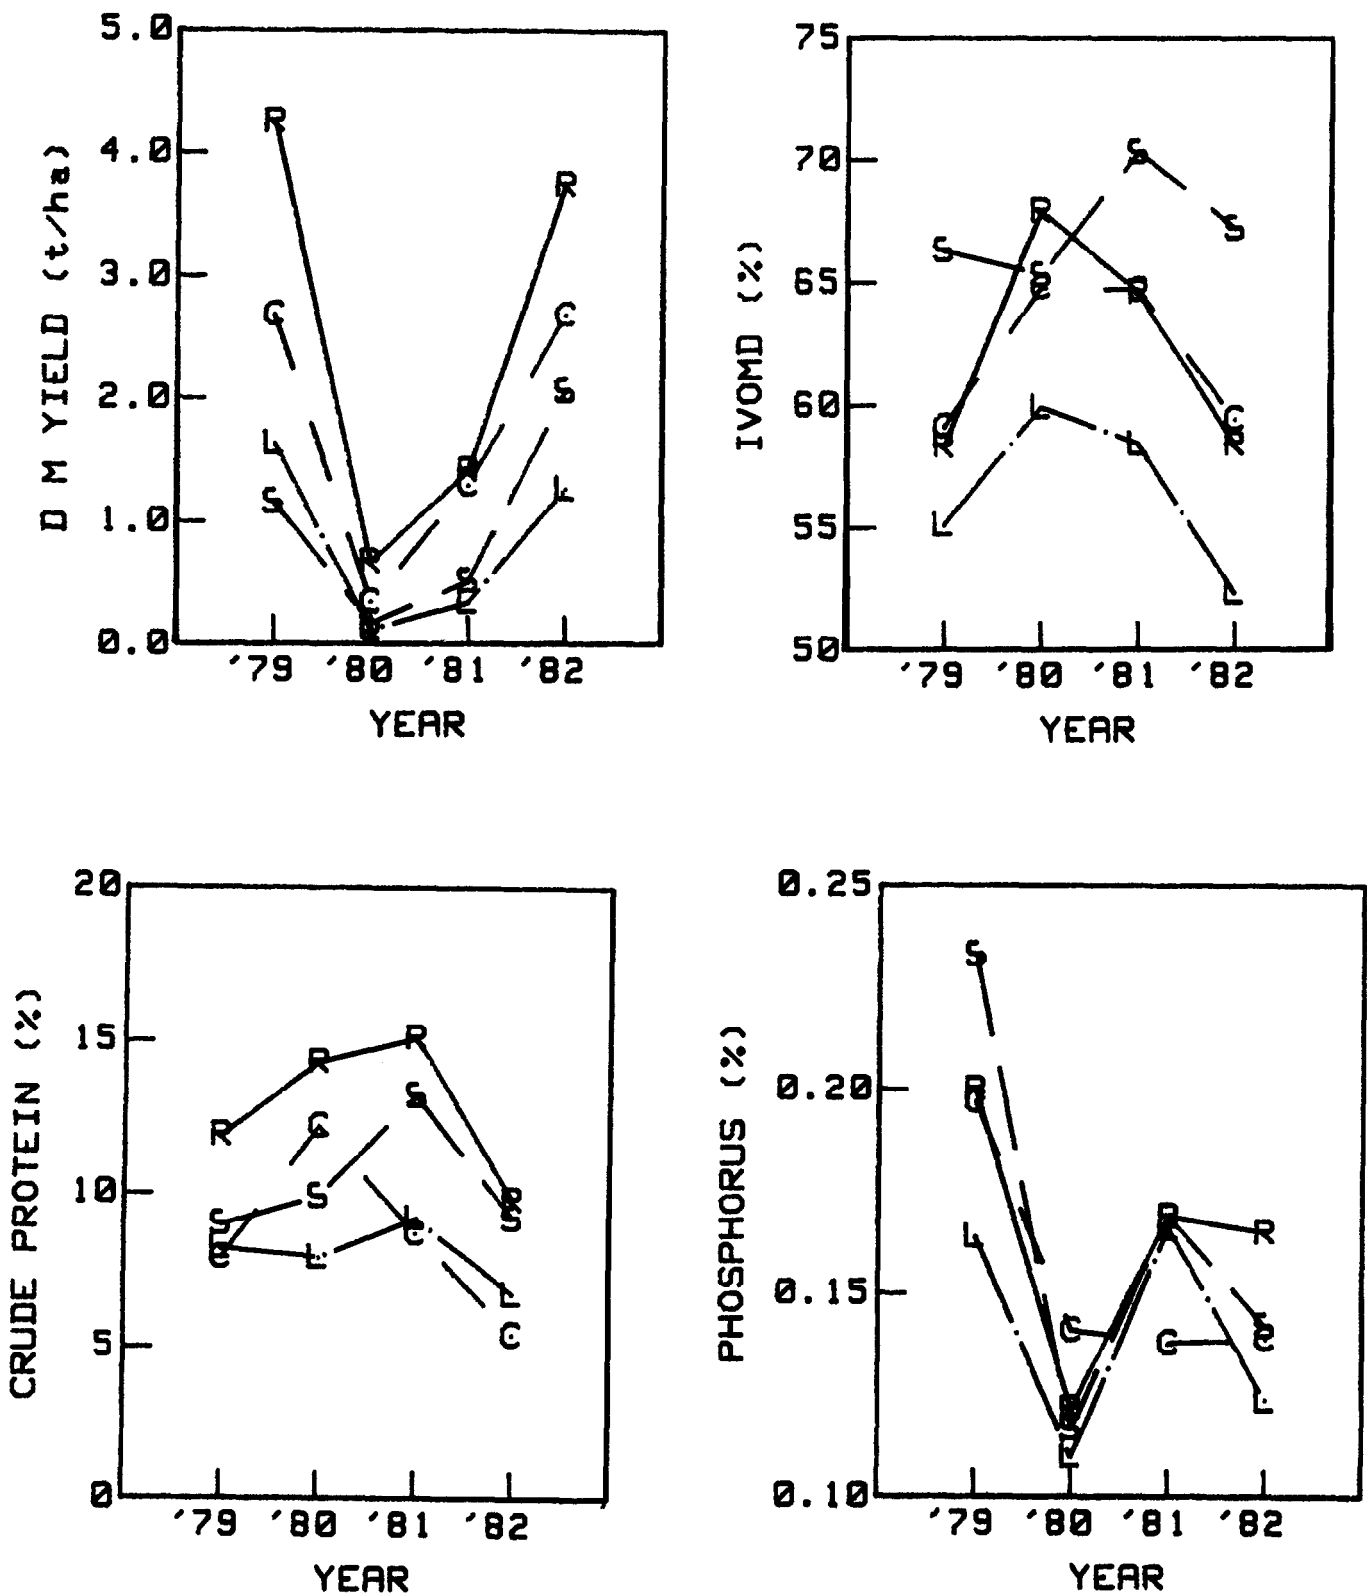 5.0
4.0
3.0
2.0
1.0
0.0
D M YIELD (t/ha)
R
C
L
S
R
C
R
C
S
L
R
C
S
L
'79 '80 '81 '82
YEAR
75
70
65
60
55
50
IVOMD (%)
S
C
R
L
R
S
C
L
S
R
L
S
C
R
L
'79 '80 '81 '82
YEAR
20
15
10
5
0
CRUDE PROTEIN (%)
R
S
C
R
C
S
L
R
S
L
C
R
S
L
C
'79 '80 '81 '82
YEAR
0.25
0.20
0.15
0.10
PHOSPHORUS (%)
S
R
C
L
C
R
L
R
C
R
S
C
L
'79 '80 '81 '82
YEAR